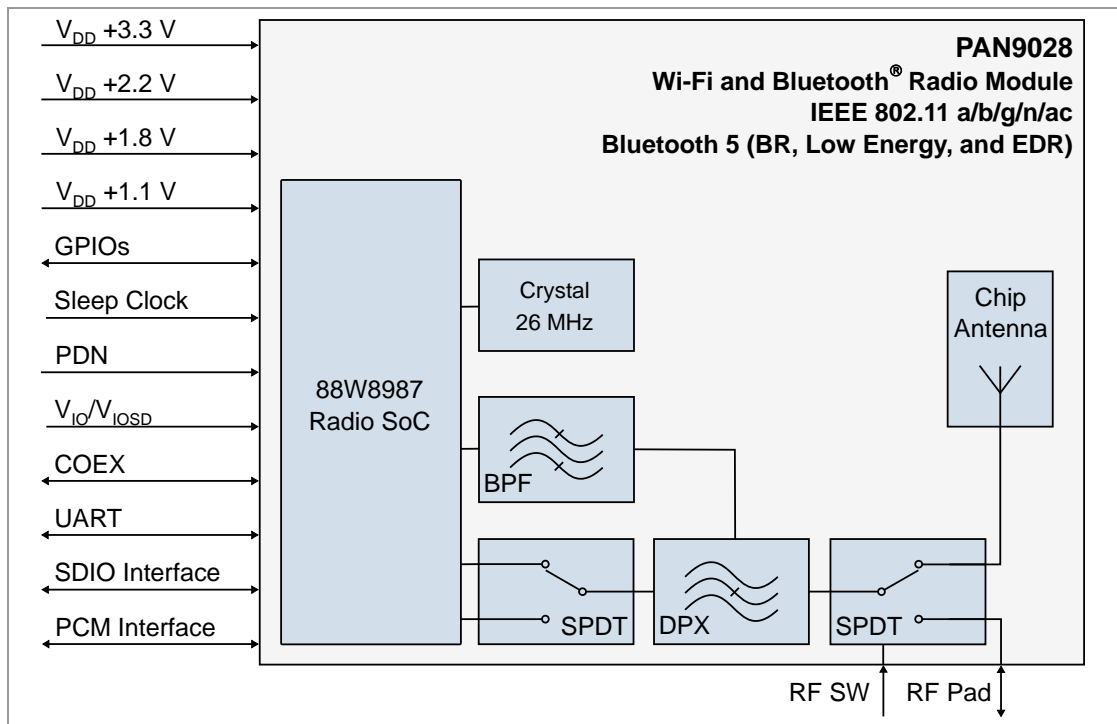 V_DD +3.3 V
V_DD +2.2 V
V_DD +1.8 V
V_DD +1.1 V
GPIOs
Sleep Clock
PDN
V_IO/V_IOSD
COEX
UART
SDIO Interface
PCM Interface
PAN9028
Wi-Fi and Bluetooth® Radio Module
IEEE 802.11 a/b/g/n/ac
Bluetooth 5 (BR, Low Energy, and EDR)
88W8987
Radio SoC
Crystal
26 MHz
BPF
SPDT
DPX
SPDT
Chip
Antenna
RF SW
RF Pad